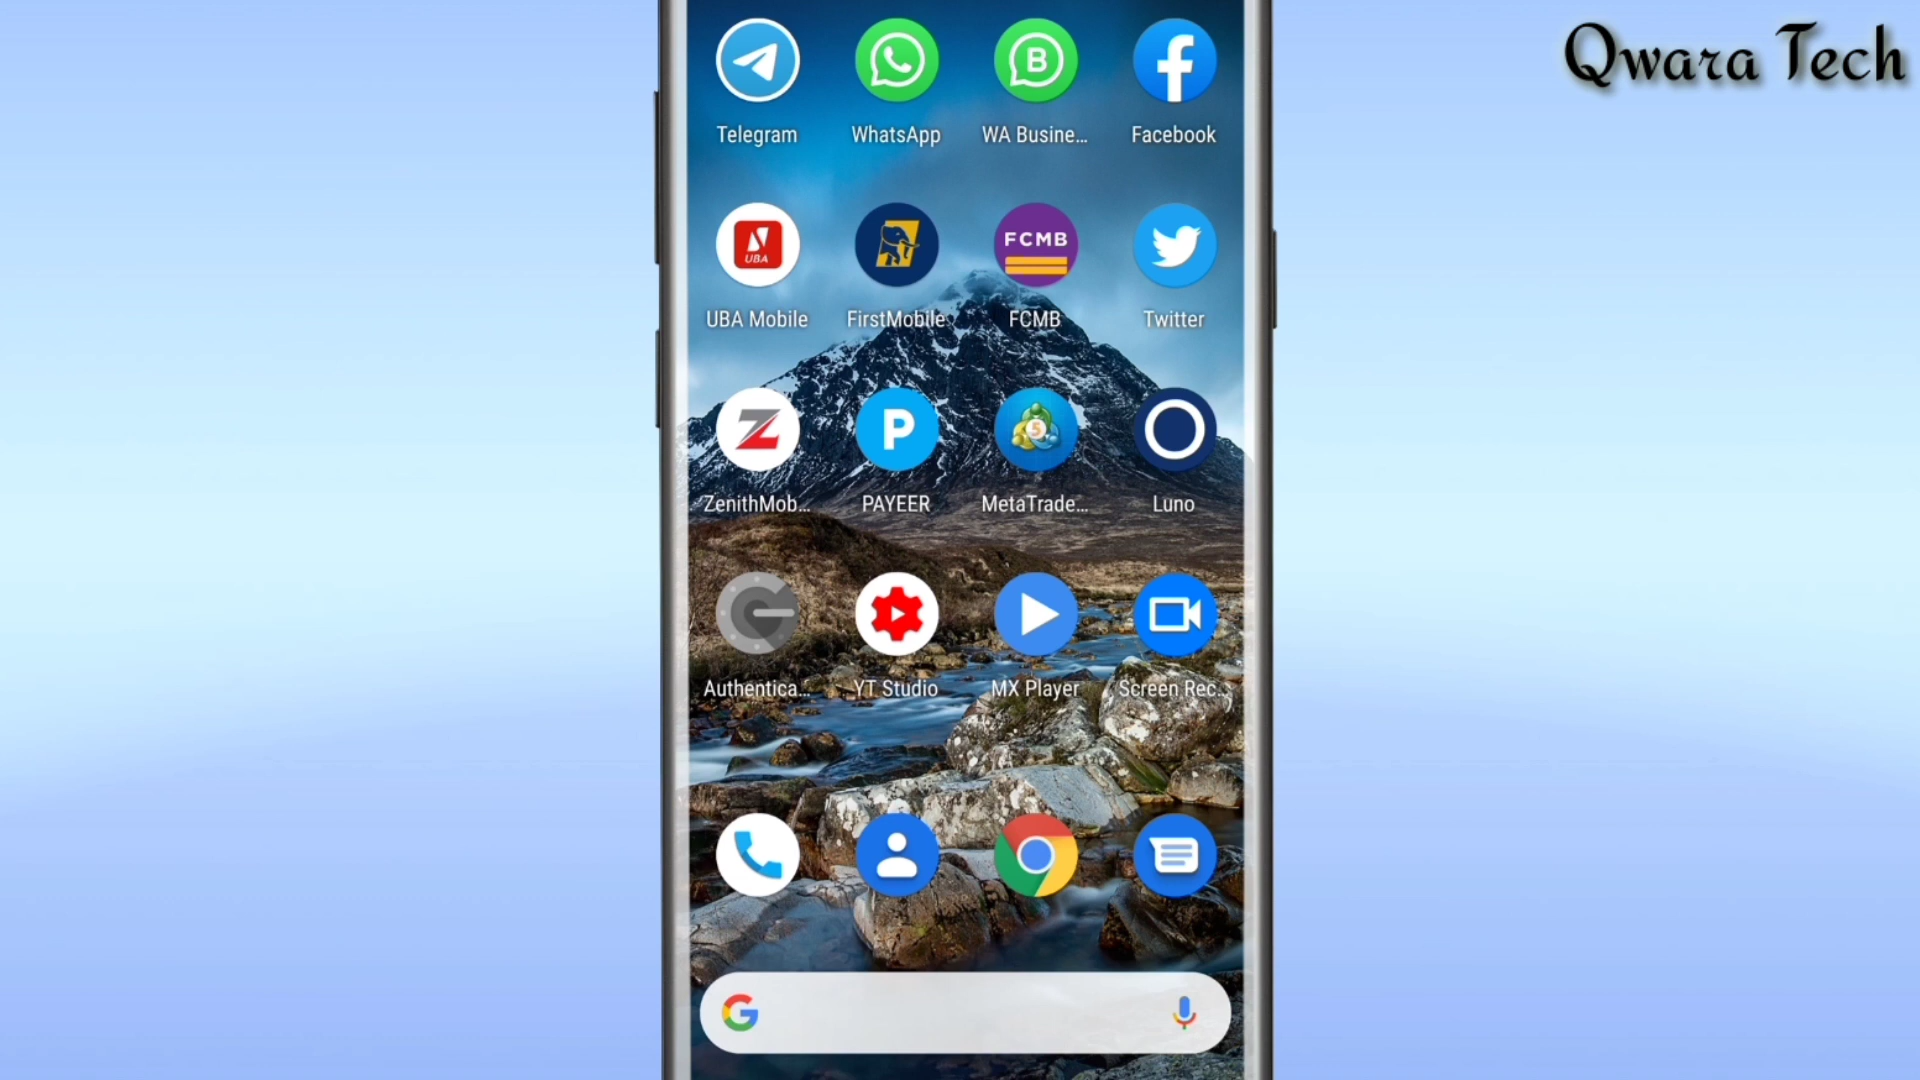 Qwara Tech
Telegram WhatsApp WA Busine... Facebook
UBA FCMB
UBA Mobile FirstMobile FCMB Twitter
5
ZenithMob... PAYEER MetaTrade... Luno
Authentica... YT Studio MX Player Screen Rec...